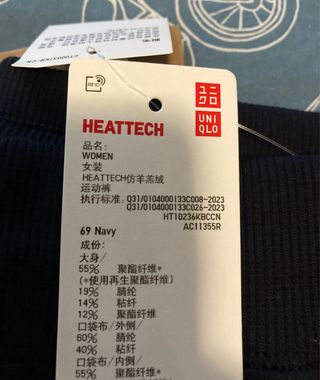 RFID
HEATTECH
ユニ
クロ
UNI
QLO
品名:
WOMEN
女装
HEATTECH仿羊羔绒
运动裤
执行标准: Q31/0104000133C008-2023
Q31/0104000133C026-2023
HT10236KBCCN
AC11355R
69 Navy
成份:
大身/
55% 聚酯纤维*
(*使用再生聚酯纤维)
19% 腈纶
14% 粘纤
12% 聚酯纤维
口袋布/外侧/
60% 腈纶
40% 粘纤
口袋布/内侧/
55% 聚酯纤维*